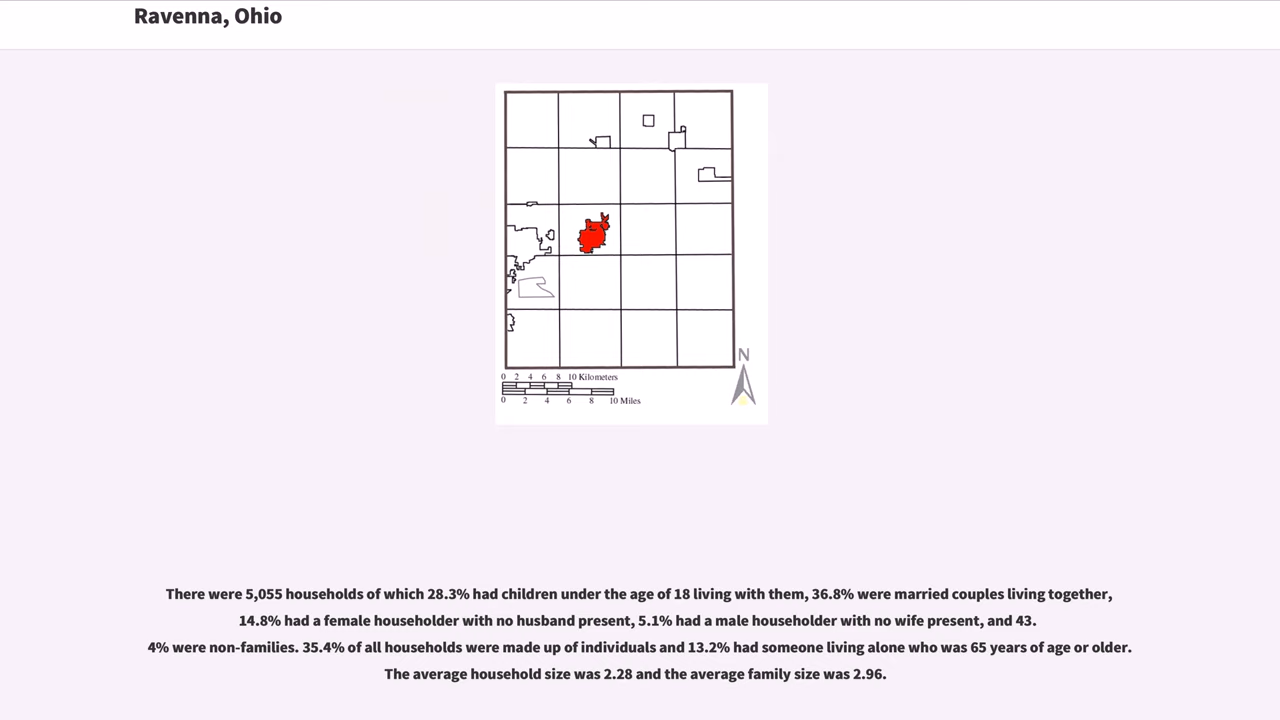 Ravenna, Ohio
N
0 2 4 6 8 10 Kilometers
0 2 4 6 8 10 Miles
There were 5,055 households of which 28.3% had children under the age of 18 living with them, 36.8% were married couples living together,
14.8% had a female householder with no husband present, 5.1% had a male householder with no wife present, and 43.
4% were non-families. 35.4% of all households were made up of individuals and 13.2% had someone living alone who was 65 years of age or older.
The average household size was 2.28 and the average family size was 2.96.